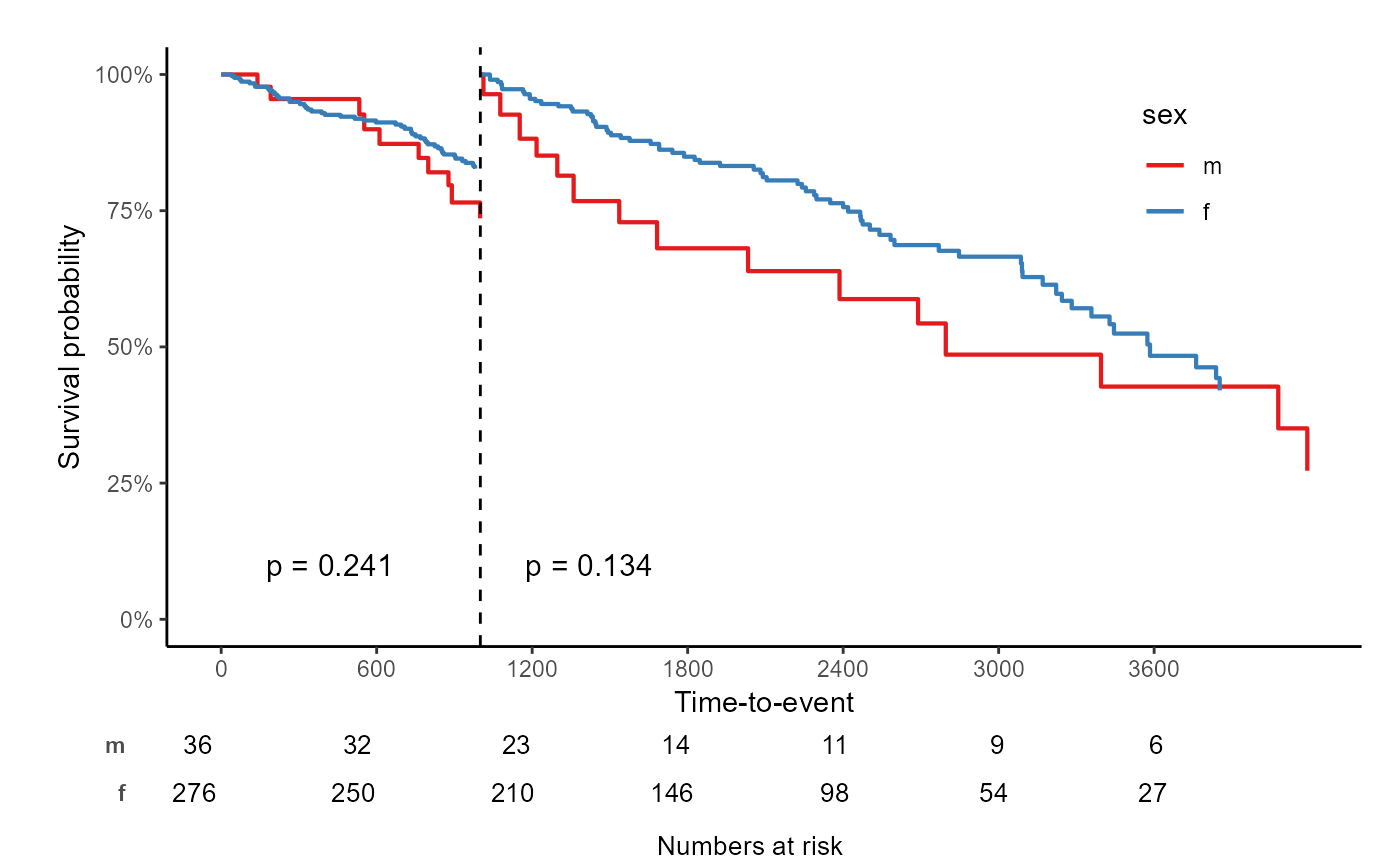 100%
75%
50%
25%
0%
Survival probability
sex
m
f
p = 0.241
p = 0.134
0 600 1200 1800 2400 3000 3600
Time-to-event
m 36 32 23 14 11 9 6
f 276 250 210 146 98 54 27
Numbers at risk